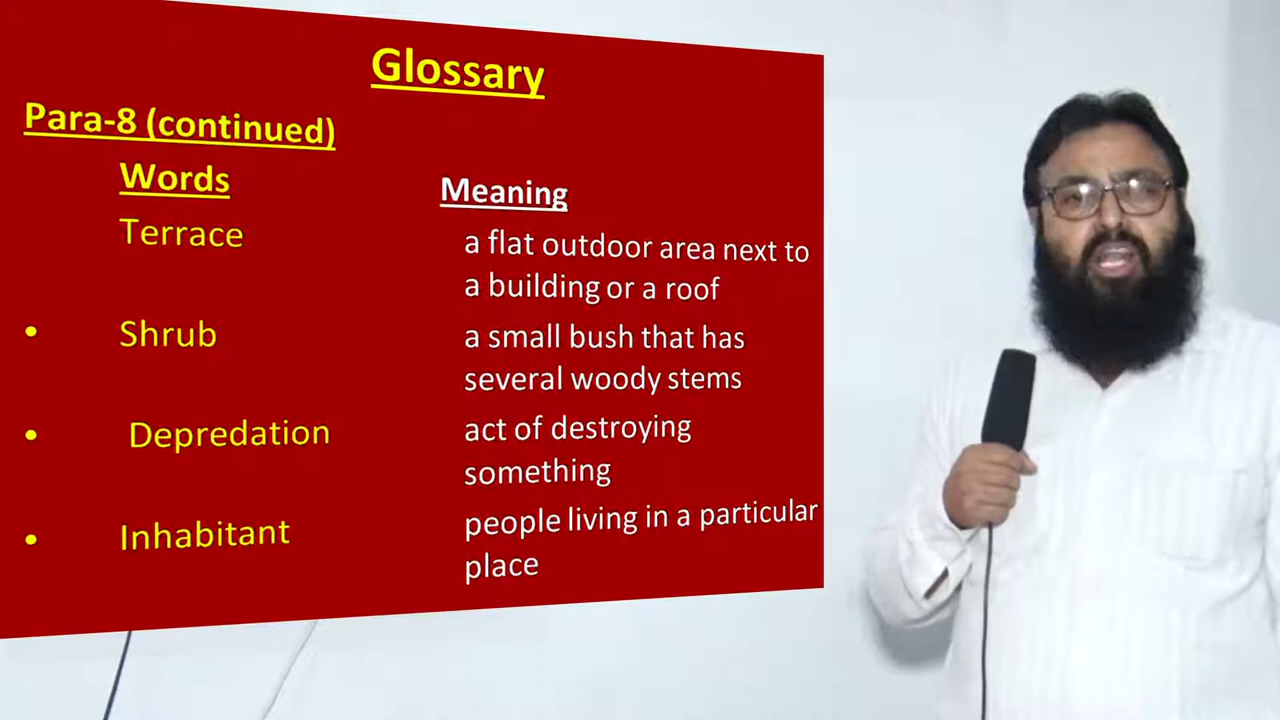 Glossary
Para-8 (continued)
Words
Meaning
Terrace
a flat outdoor area next to
a building or a roof
• Shrub
a small bush that has
several woody stems
• Depredation
act of destroying
something
• Inhabitant
people living in a particular
place